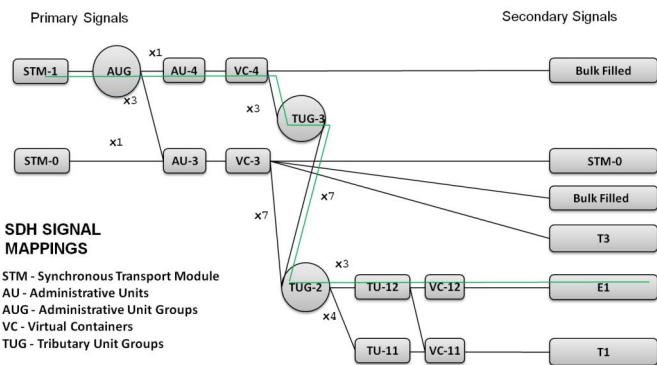 Primary Signals
Secondary Signals
STM-1
AUG
x1
AU-4
VC-4
Bulk Filled
x3
x3
TUG-3
x1
STM-0
AU-3
VC-3
STM-0
Bulk Filled
x7
x7
T3
SDH SIGNAL
MAPPINGS
STM - Synchronous Transport Module
AU - Administrative Units
AUG - Administrative Unit Groups
VC - Virtual Containers
TUG - Tributary Unit Groups
x3
TUG-2
TU-12
VC-12
E1
x4
TU-11
VC-11
T1